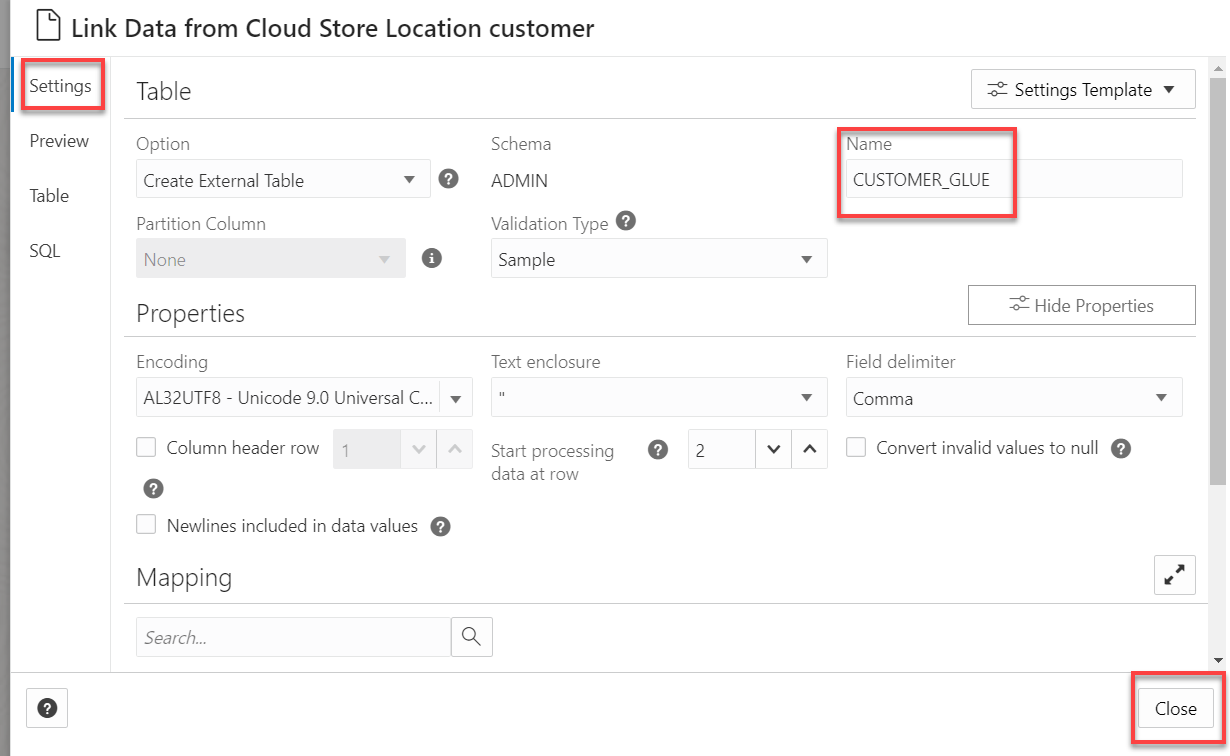 Link Data from Cloud Store Location customer
Settings
Preview
Table
SQL
Table
Settings Template
Option
Schema
Name
Create External Table
ADMIN
CUSTOMER_GLUE
Partition Column
Validation Type
None
Sample
Properties
Hide Properties
Encoding
Text enclosure
Field delimiter
AL32UTF8 - Unicode 9.0 Universal C...
"
Comma
Column header row
1
Start processing
data at row
2
Convert invalid values to null
Newlines included in data values
Mapping
Search...
Close